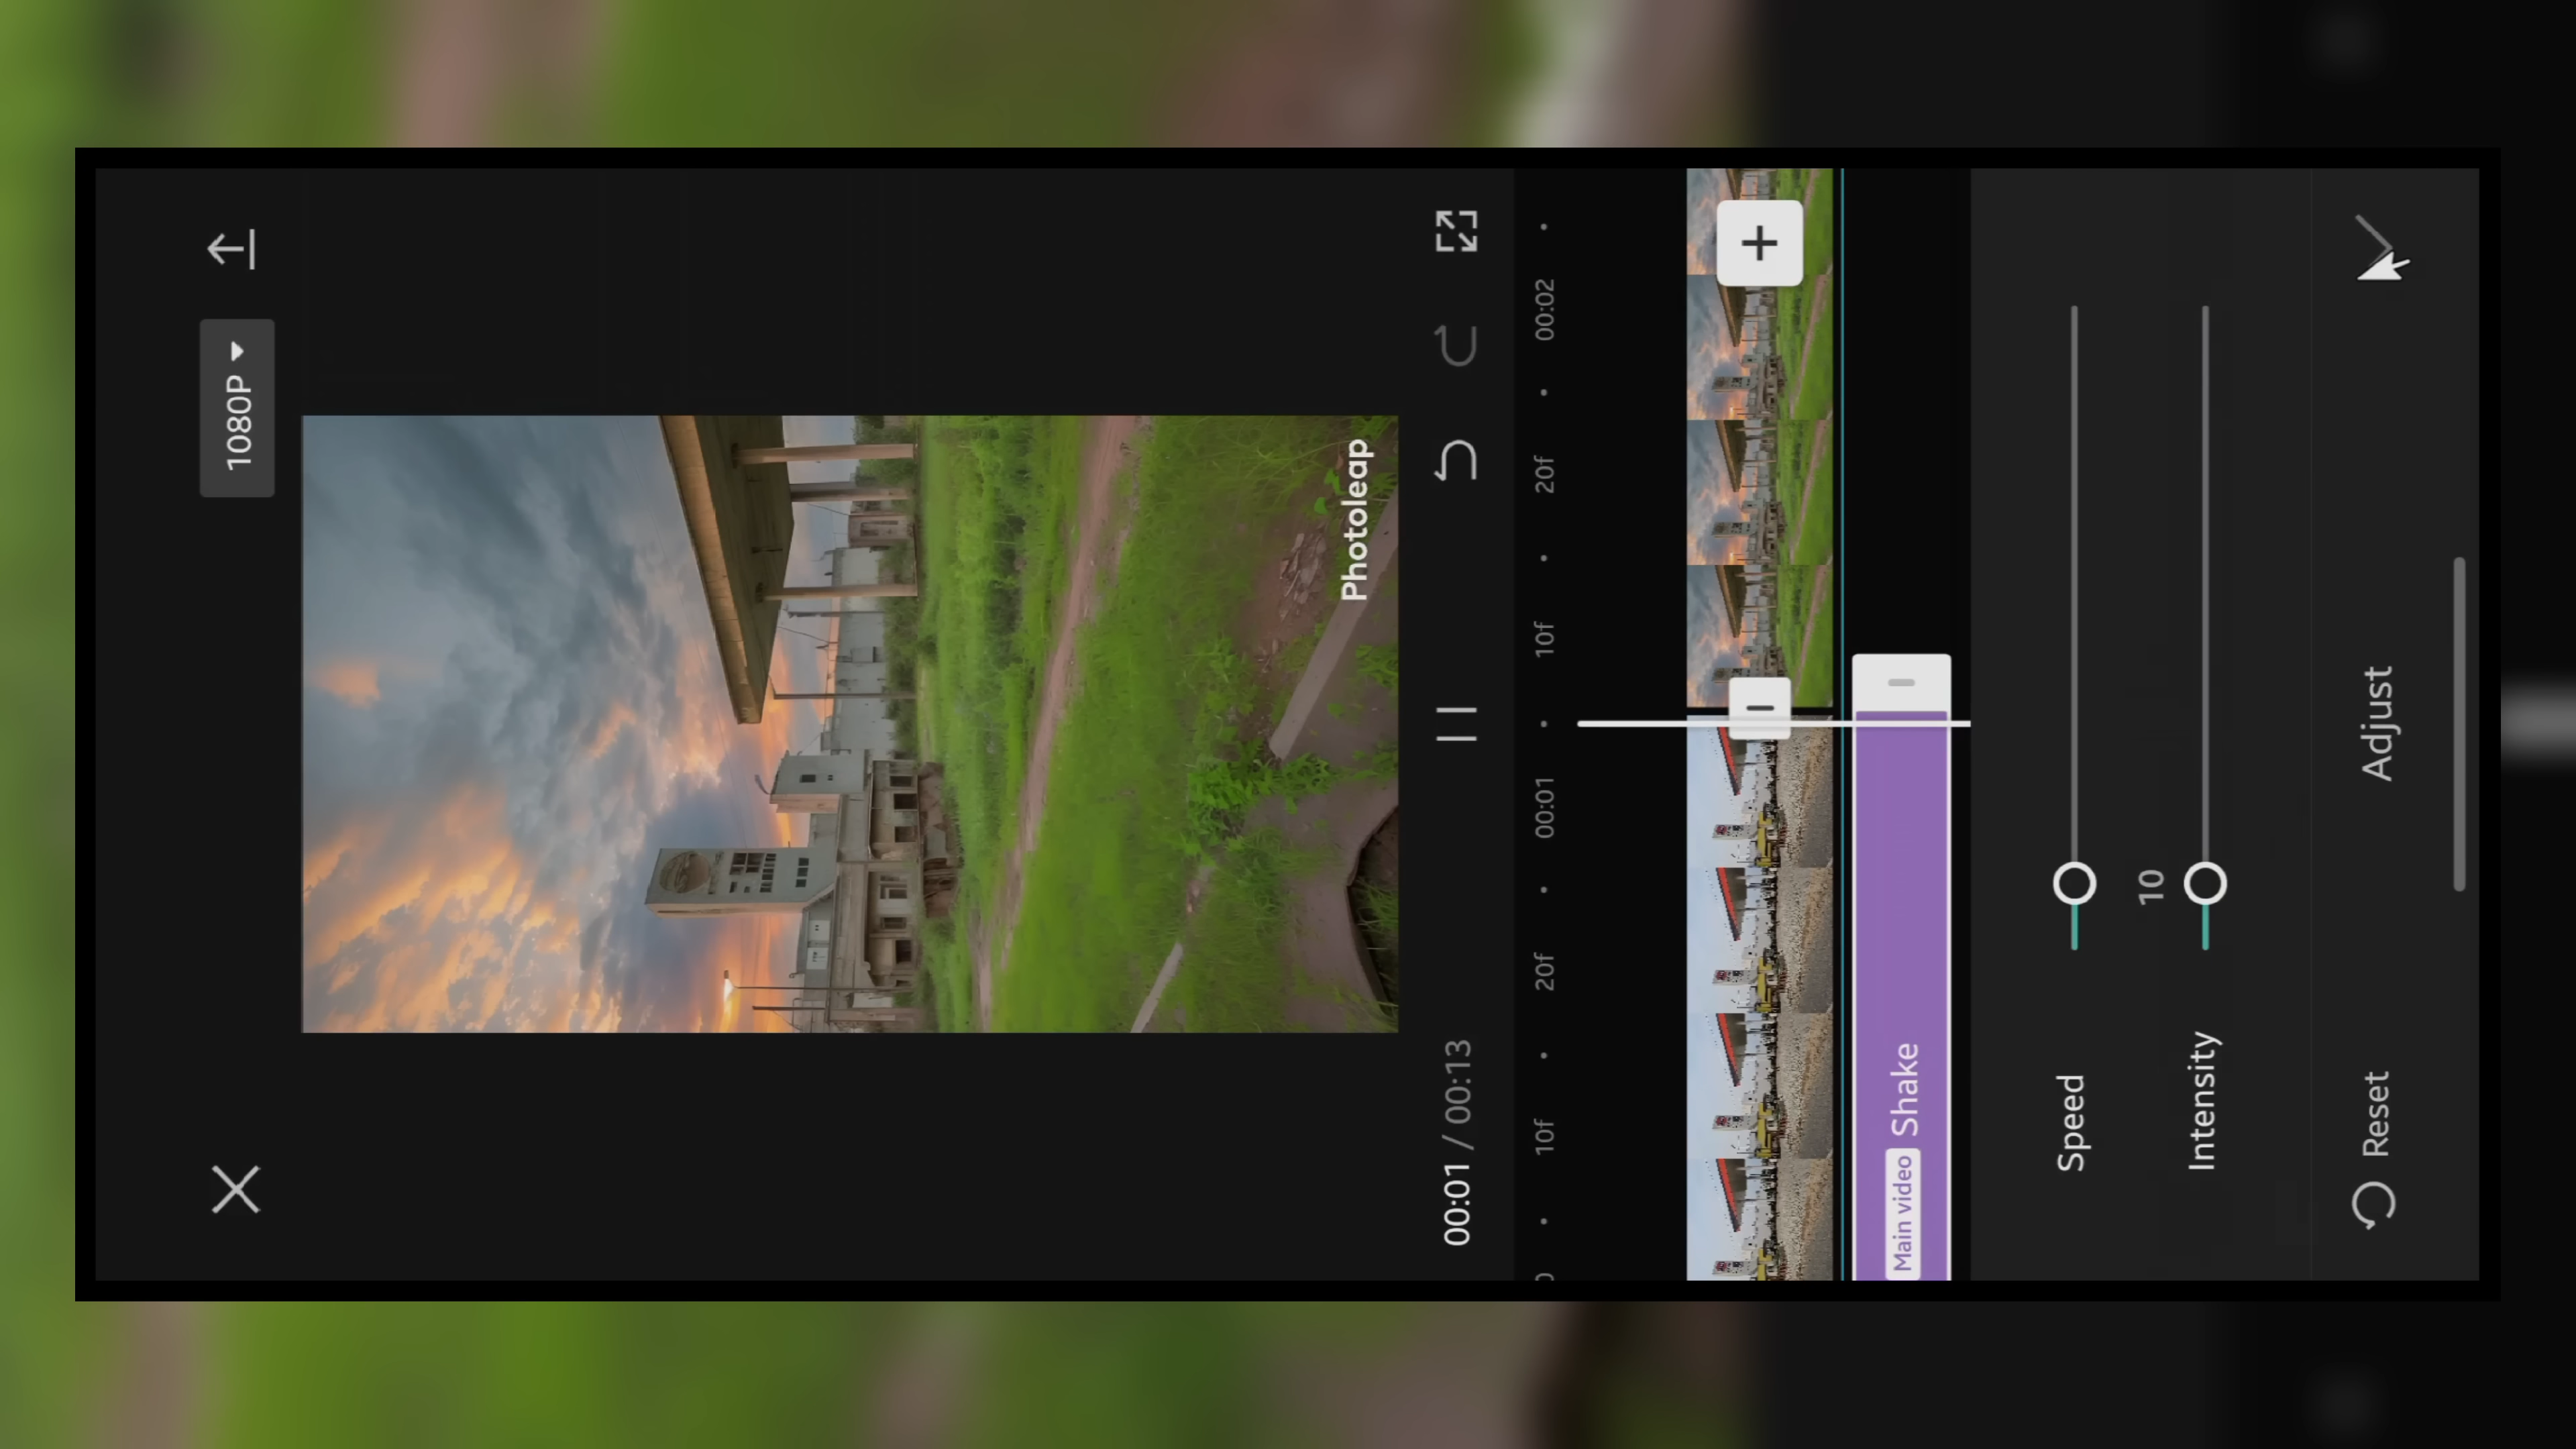 1080P
Photoleap
00:01 / 00:13
10f
20f
00:01
10f
20f
00:02
Main video Shake
Speed
10
Intensity
Reset
Adjust